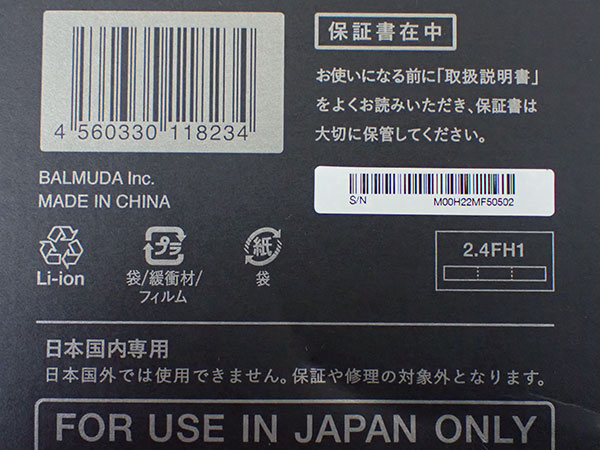 4 560330 118234
保証書在中
お使いになる前に「取扱説明書」
をよくお読みいただき、保証書は
大切に保管してください。
BALMUDA Inc.
MADE IN CHINA
S/N M00H22MF50502
Li-ion
プラ
袋/緩衝材/
フィルム
紙
袋
2.4FH1
日本国内専用
日本国外では使用できません。保証や修理の対象外となります。
FOR USE IN JAPAN ONLY